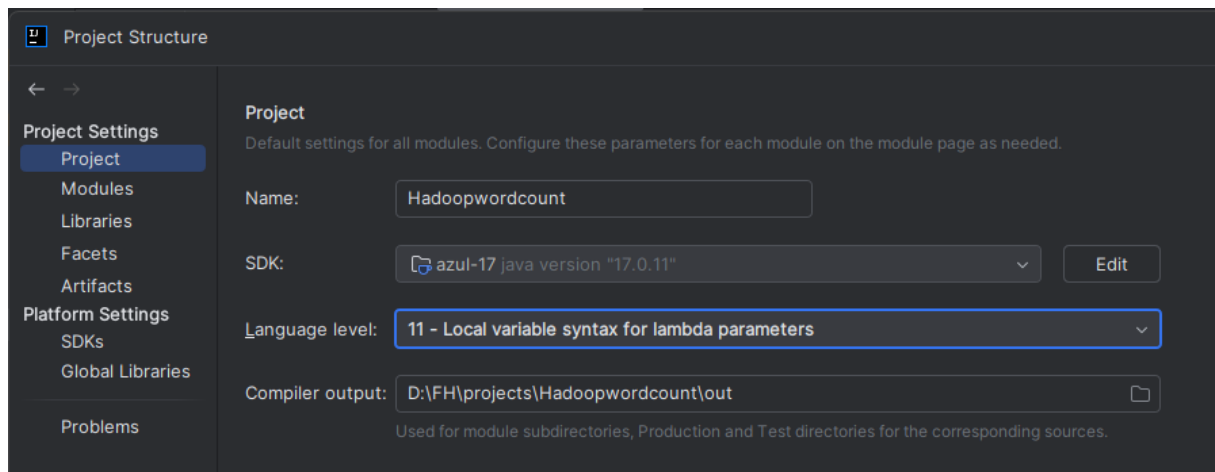 Project Structure
Project Settings
Project
Modules
Libraries
Facets
Artifacts
Platform Settings
SDKs
Global Libraries
Problems
Project
Default settings for all modules. Configure these parameters for each module on the module page as needed.
Name: Hadoopwordcount
SDK: azul-17 java version "17.0.11" Edit
Language level: 11 - Local variable syntax for lambda parameters
Compiler output: D:\FH\projects\Hadoopwordcount\out
Used for module subdirectories, Production and Test directories for the corresponding sources.